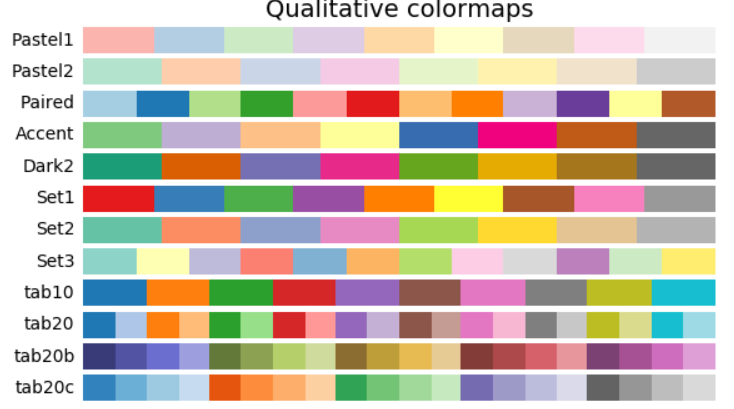 Qualitative colormaps
Pastel1
Pastel2
Paired
Accent
Dark2
Set1
Set2
Set3
tab10
tab20
tab20b
tab20c